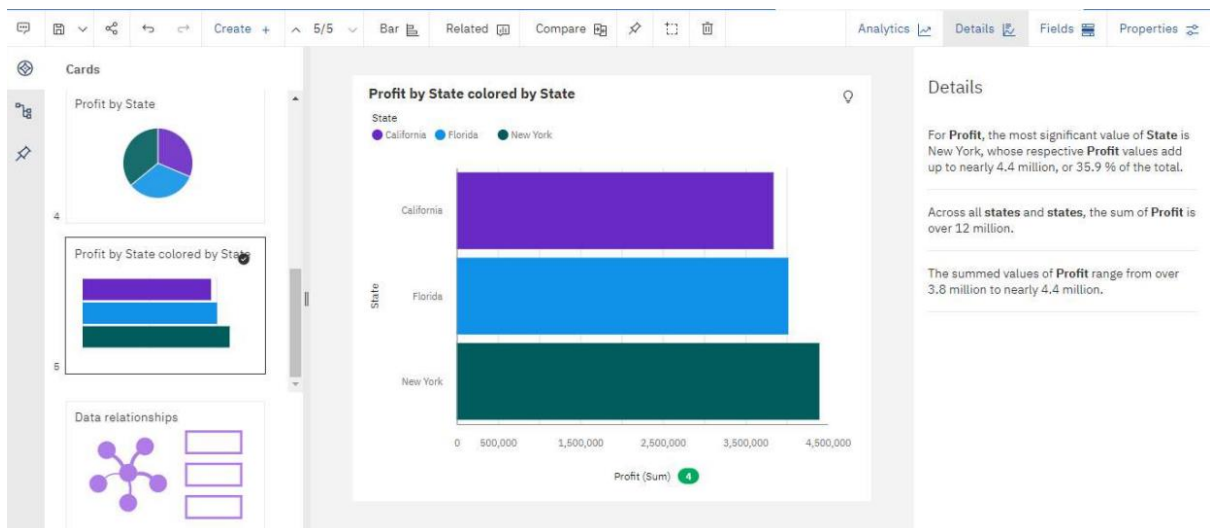 Create + 5/5 Bar Related Compare Analytics Details Fields Properties
Cards
Profit by State
4
Profit by State colored by State
5
Data relationships
Profit by State colored by State
State
California Florida New York
California
Florida
New York
State
0 500,000 1,500,000 2,500,000 3,500,000 4,500,000
Profit (Sum) 4
Details
For Profit, the most significant value of State is
New York, whose respective Profit values add
up to nearly 4.4 million, or 35.9 % of the total.
Across all states and states, the sum of Profit is
over 12 million.
The summed values of Profit range from over
3.8 million to nearly 4.4 million.